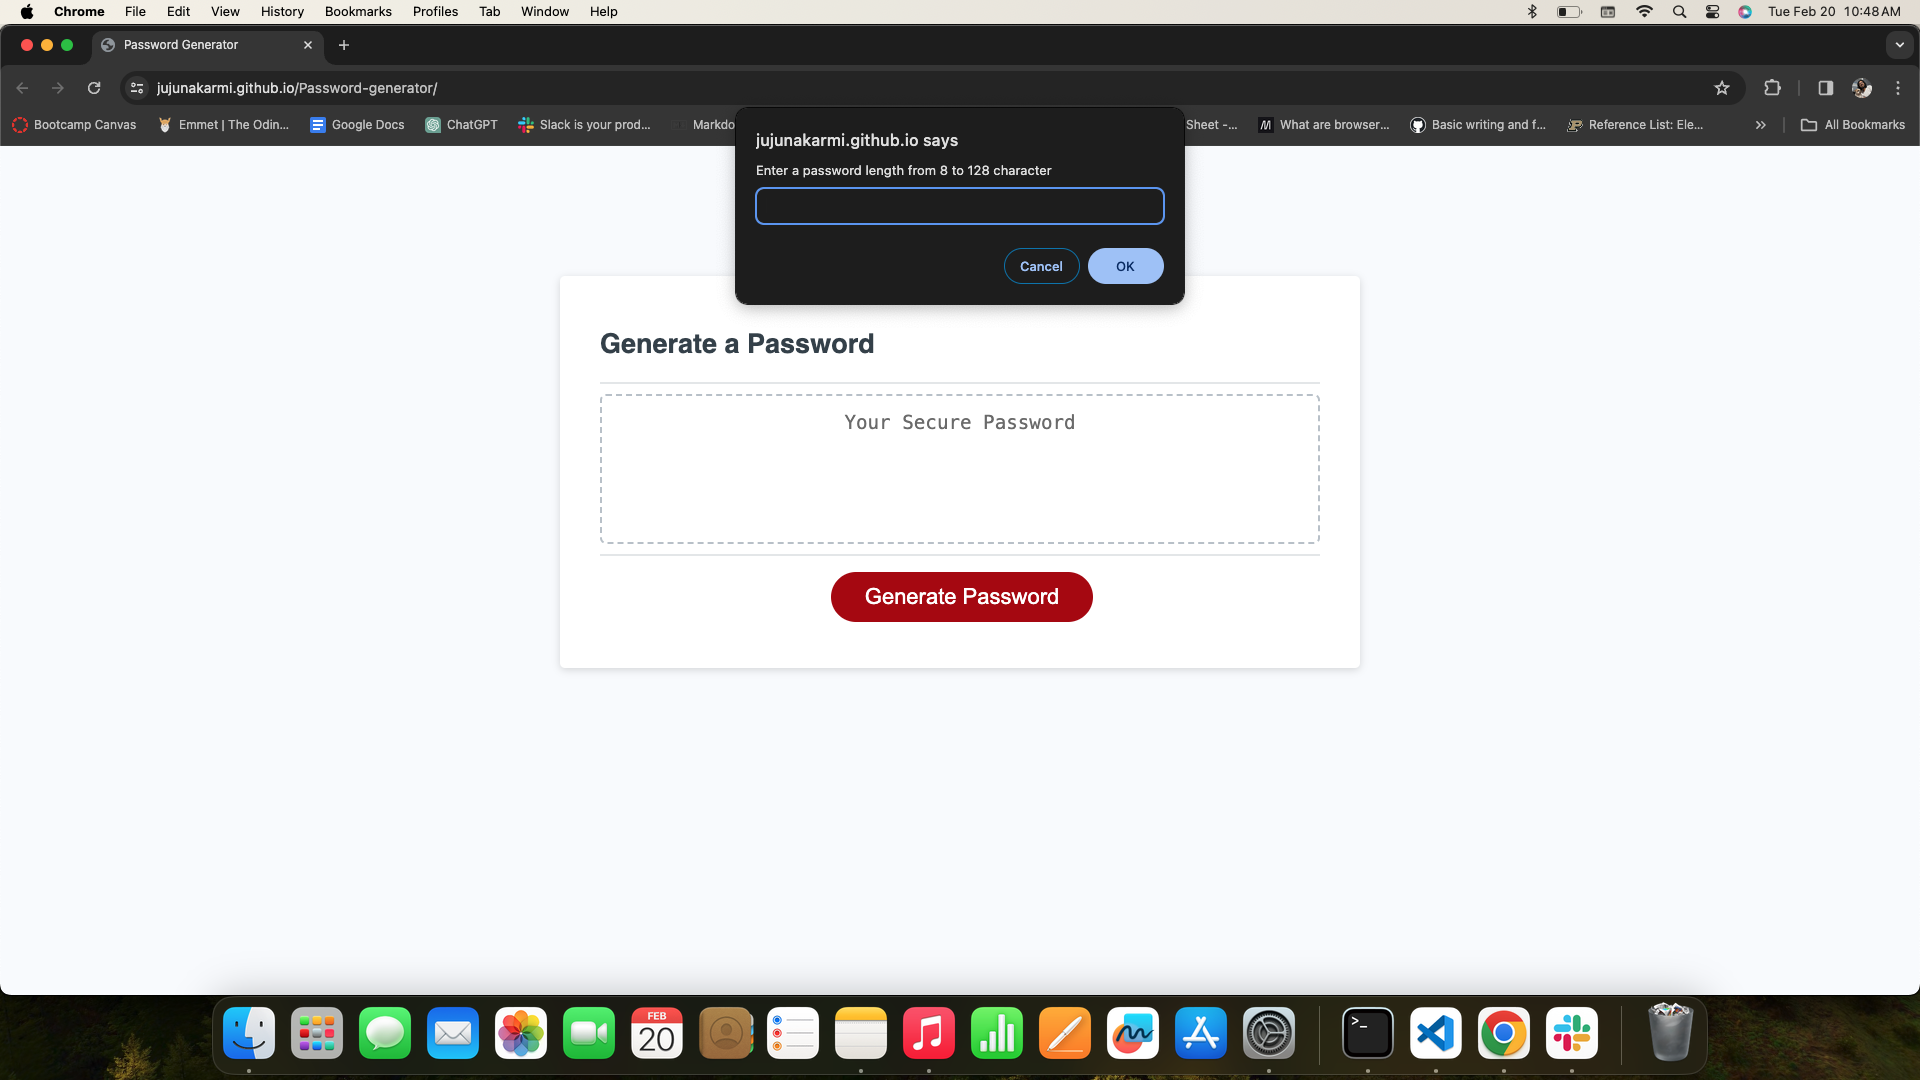 Chrome File Edit View History Bookmarks Profiles Tab Window Help Tue Feb 20 10:48 AM
Password Generator
jujunakarmi.github.io/Password-generator/
Bootcamp Canvas Emmet | The Odin... Google Docs ChatGPT Slack is your prod... Markdo Sheet -... What are browser... Basic writing and f... Reference List: Ele... All Bookmarks
jujunakarmi.github.io says
Enter a password length from 8 to 128 character
Cancel OK
Generate a Password
Your Secure Password
Generate Password
FEB
20
>_